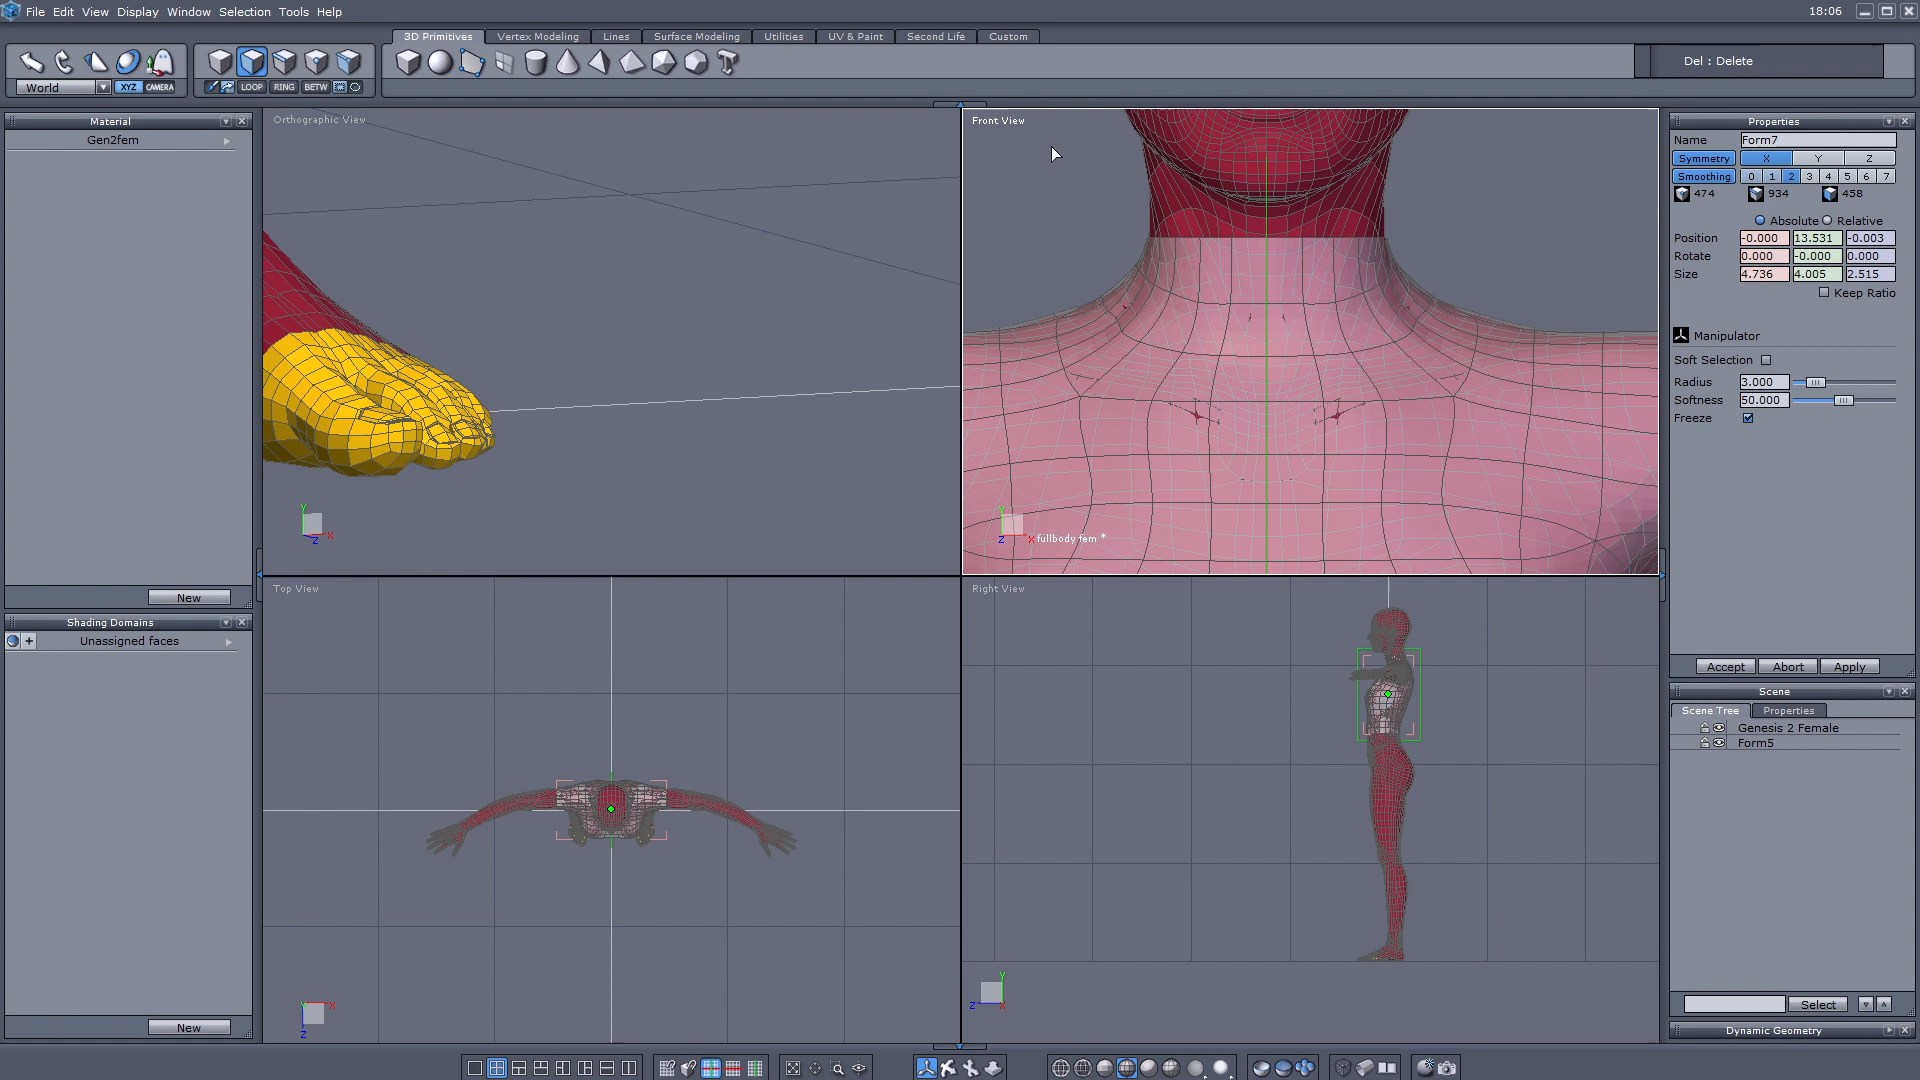 File Edit View Display Window Selection Tools Help
18:06
3D Primitives Vertex Modeling Lines Surface Modeling Utilities UV & Paint Second Life Custom
Del : Delete
World XYZ CAMERA LOOP RING BETW
Material
Gen2fem
New
Shading Domains
Unassigned faces
New
Orthographic View
Y
X
Z
Front View
Y
Z
X fullbody fem *
Top View
Y X
Z
Right View
Y
Z X
Properties
Name Form7
Symmetry X Y Z
Smoothing 0 1 2 3 4 5 6 7
474 934 458
Absolute Relative
Position -0.000 13.531 -0.003
Rotate 0.000 -0.000 0.000
Size 4.736 4.005 2.515
Keep Ratio
Manipulator
Soft Selection
Radius 3.000
Softness 50.000
Freeze
Accept Abort Apply
Scene
Scene Tree Properties
Genesis 2 Female
Form5
Select
Dynamic Geometry